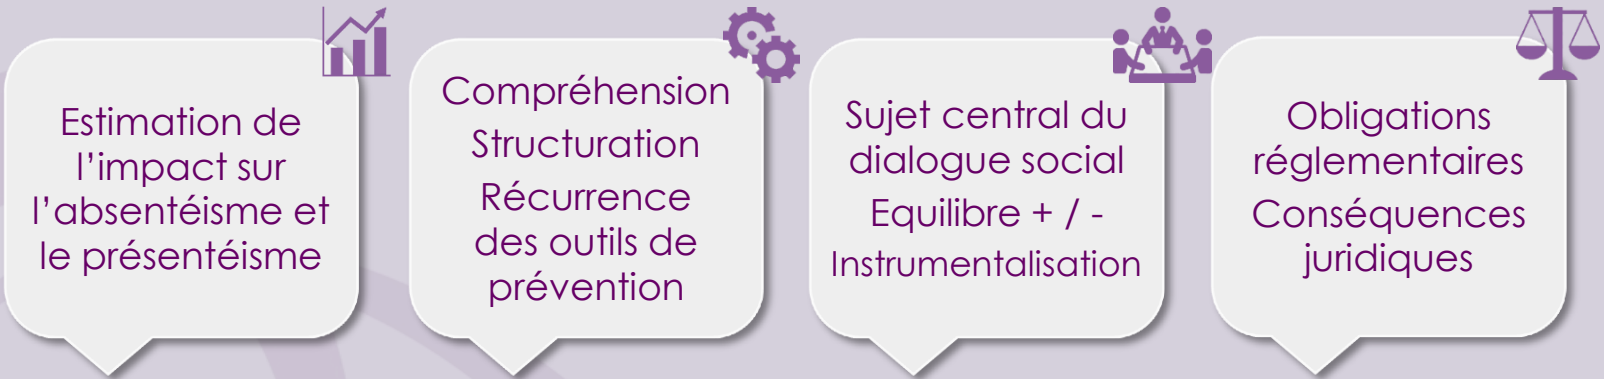 Estimation de
l’impact sur
l’absentéisme et
le présentéisme
Compréhension
Structuration
Récurrence
des outils de
prévention
Sujet central du
dialogue social
Equilibre + / -
Instrumentalisation
Obligations
réglementaires
Conséquences
juridiques